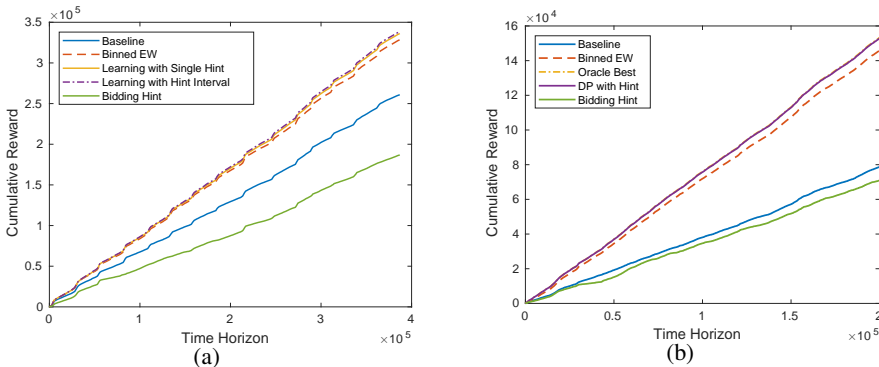 3.5 ×10^5
3
2.5
2
1.5
1
0.5
0
Cumulative Reward
Baseline
Binned EW
Learning with Single Hint
Learning with Hint Interval
Bidding Hint
0 1 2 3 4
Time Horizon ×10^5
(a)
16 ×10^4
14
12
10
8
6
4
2
0
Cumulative Reward
Baseline
Binned EW
Oracle Best
DP with Hint
Bidding Hint
0 0.5 1 1.5 2
Time Horizon ×10^5
(b)